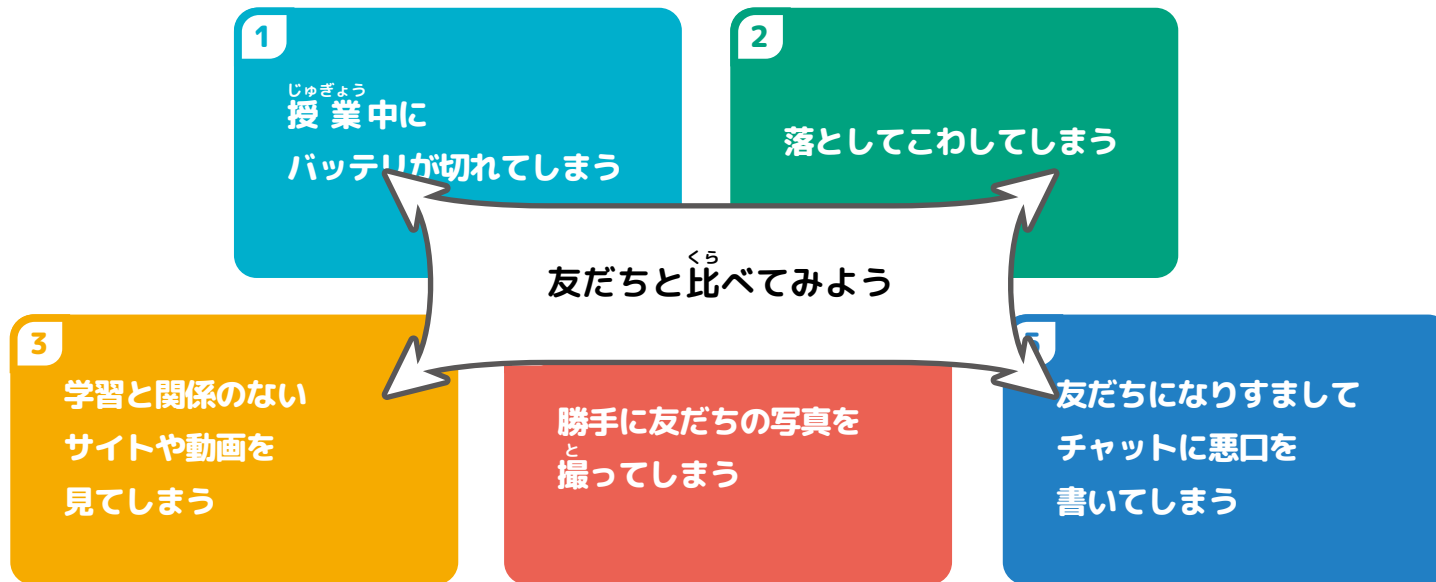 1
じゅぎょう
授業中に
バッテリが切れてしまう
2
落としてこわしてしまう
くら
友だちと比べてみよう
3
学習と関係のない
サイトや動画を
見てしまう
勝手に友だちの写真を
と
撮ってしまう
5
友だちになりすまして
チャットに悪口を
書いてしまう